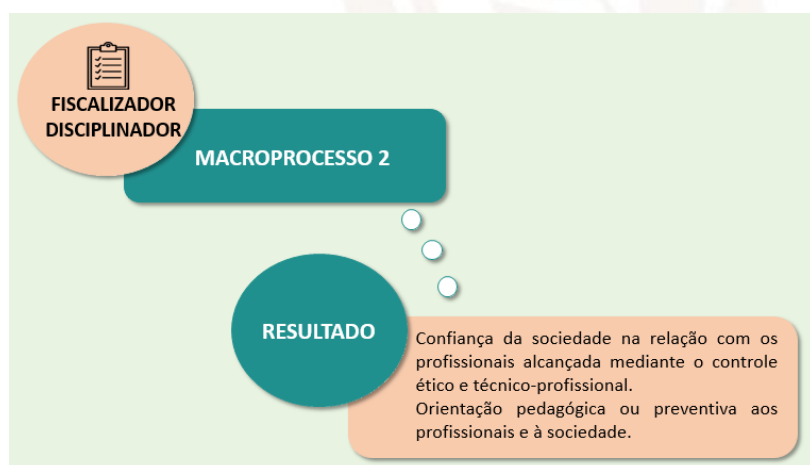 FISCALIZADOR
DISCIPLINADOR
MACROPROCESSO 2
RESULTADO
Confiança da sociedade na relação com os
profissionais alcançada mediante o controle
ético e técnico-profissional.
Orientação pedagógica ou preventiva aos
profissionais e à sociedade.